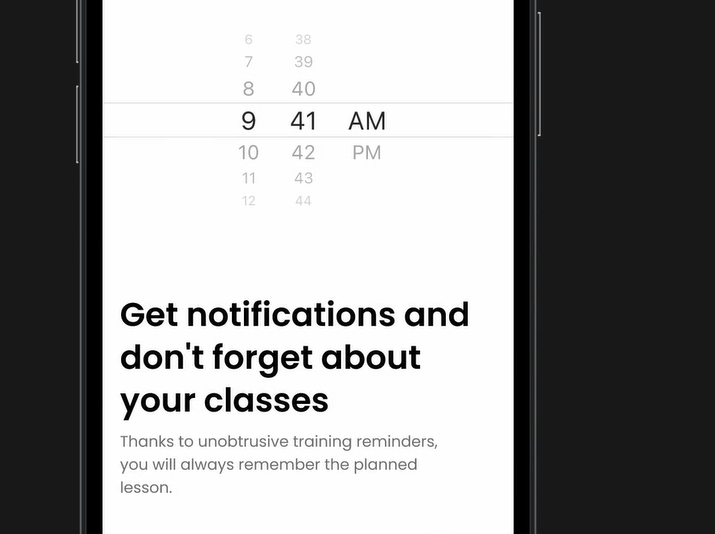 6 38
7 39
8 40
9 41 AM
10 42 PM
11 43
12 44
Get notifications and
don't forget about
your classes
Thanks to unobtrusive training reminders,
you will always remember the planned
lesson.